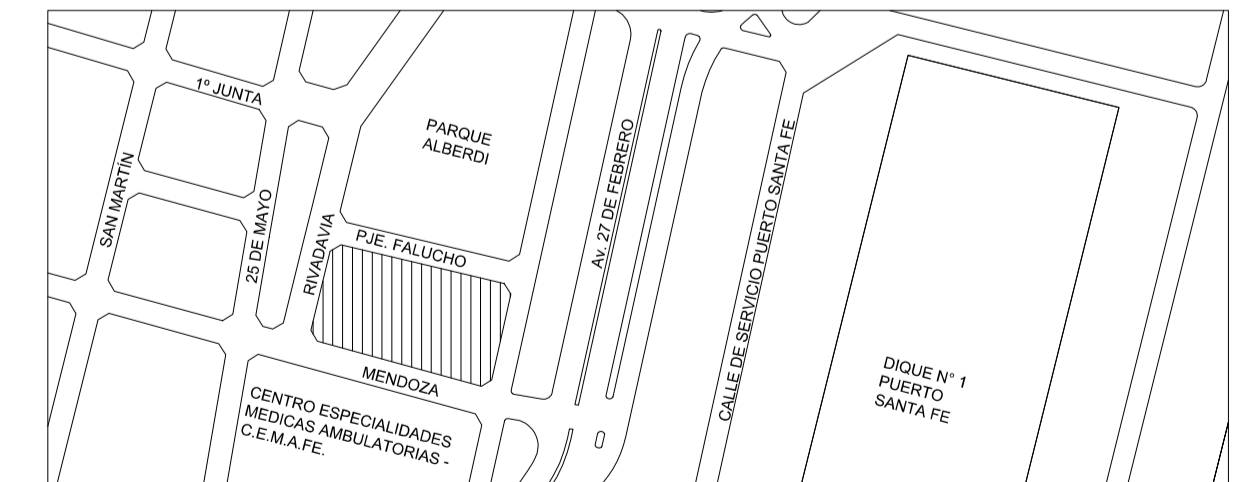 1º JUNTA
PARQUE
ALBERDI
SAN MARTÍN
25 DE MAYO
RIVADAVIA
PJE. FALUCHO
Av. 27 DE FEBRERO
CALLE DE SERVICIO PUERTO SANTA FE
MENDOZA
CENTRO ESPECIALIDADES
MEDICAS AMBULATORIAS -
C.E.M.A.FE.
DIQUE N° 1
PUERTO
SANTA FE